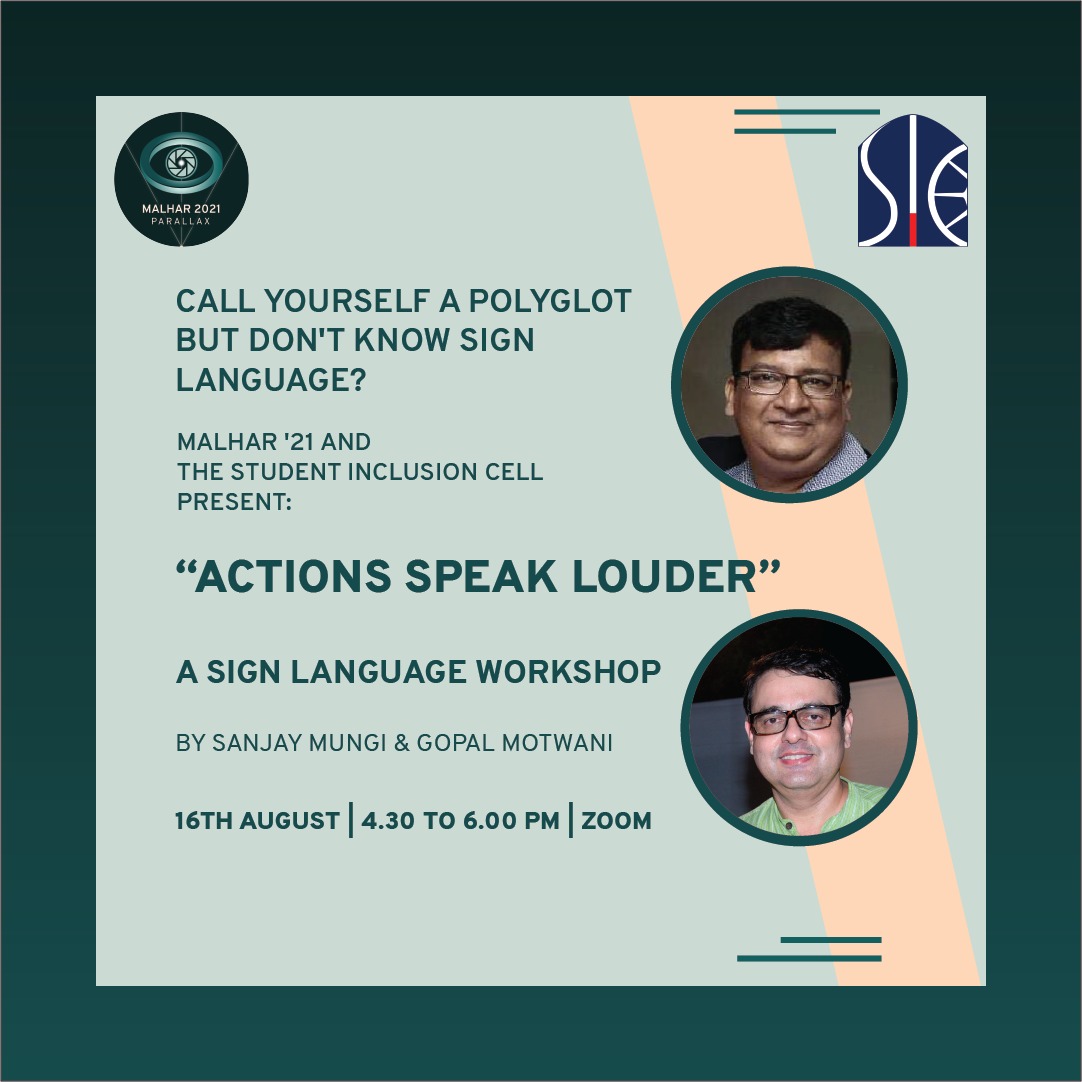 MALHAR 2021
PARALLAX
SIE
CALL YOURSELF A POLYGLOT
BUT DON'T KNOW SIGN
LANGUAGE?
MALHAR '21 AND
THE STUDENT INCLUSION CELL
PRESENT:
“ACTIONS SPEAK LOUDER”
A SIGN LANGUAGE WORKSHOP
BY SANJAY MUNGI & GOPAL MOTWANI
16TH AUGUST | 4.30 TO 6.00 PM | ZOOM